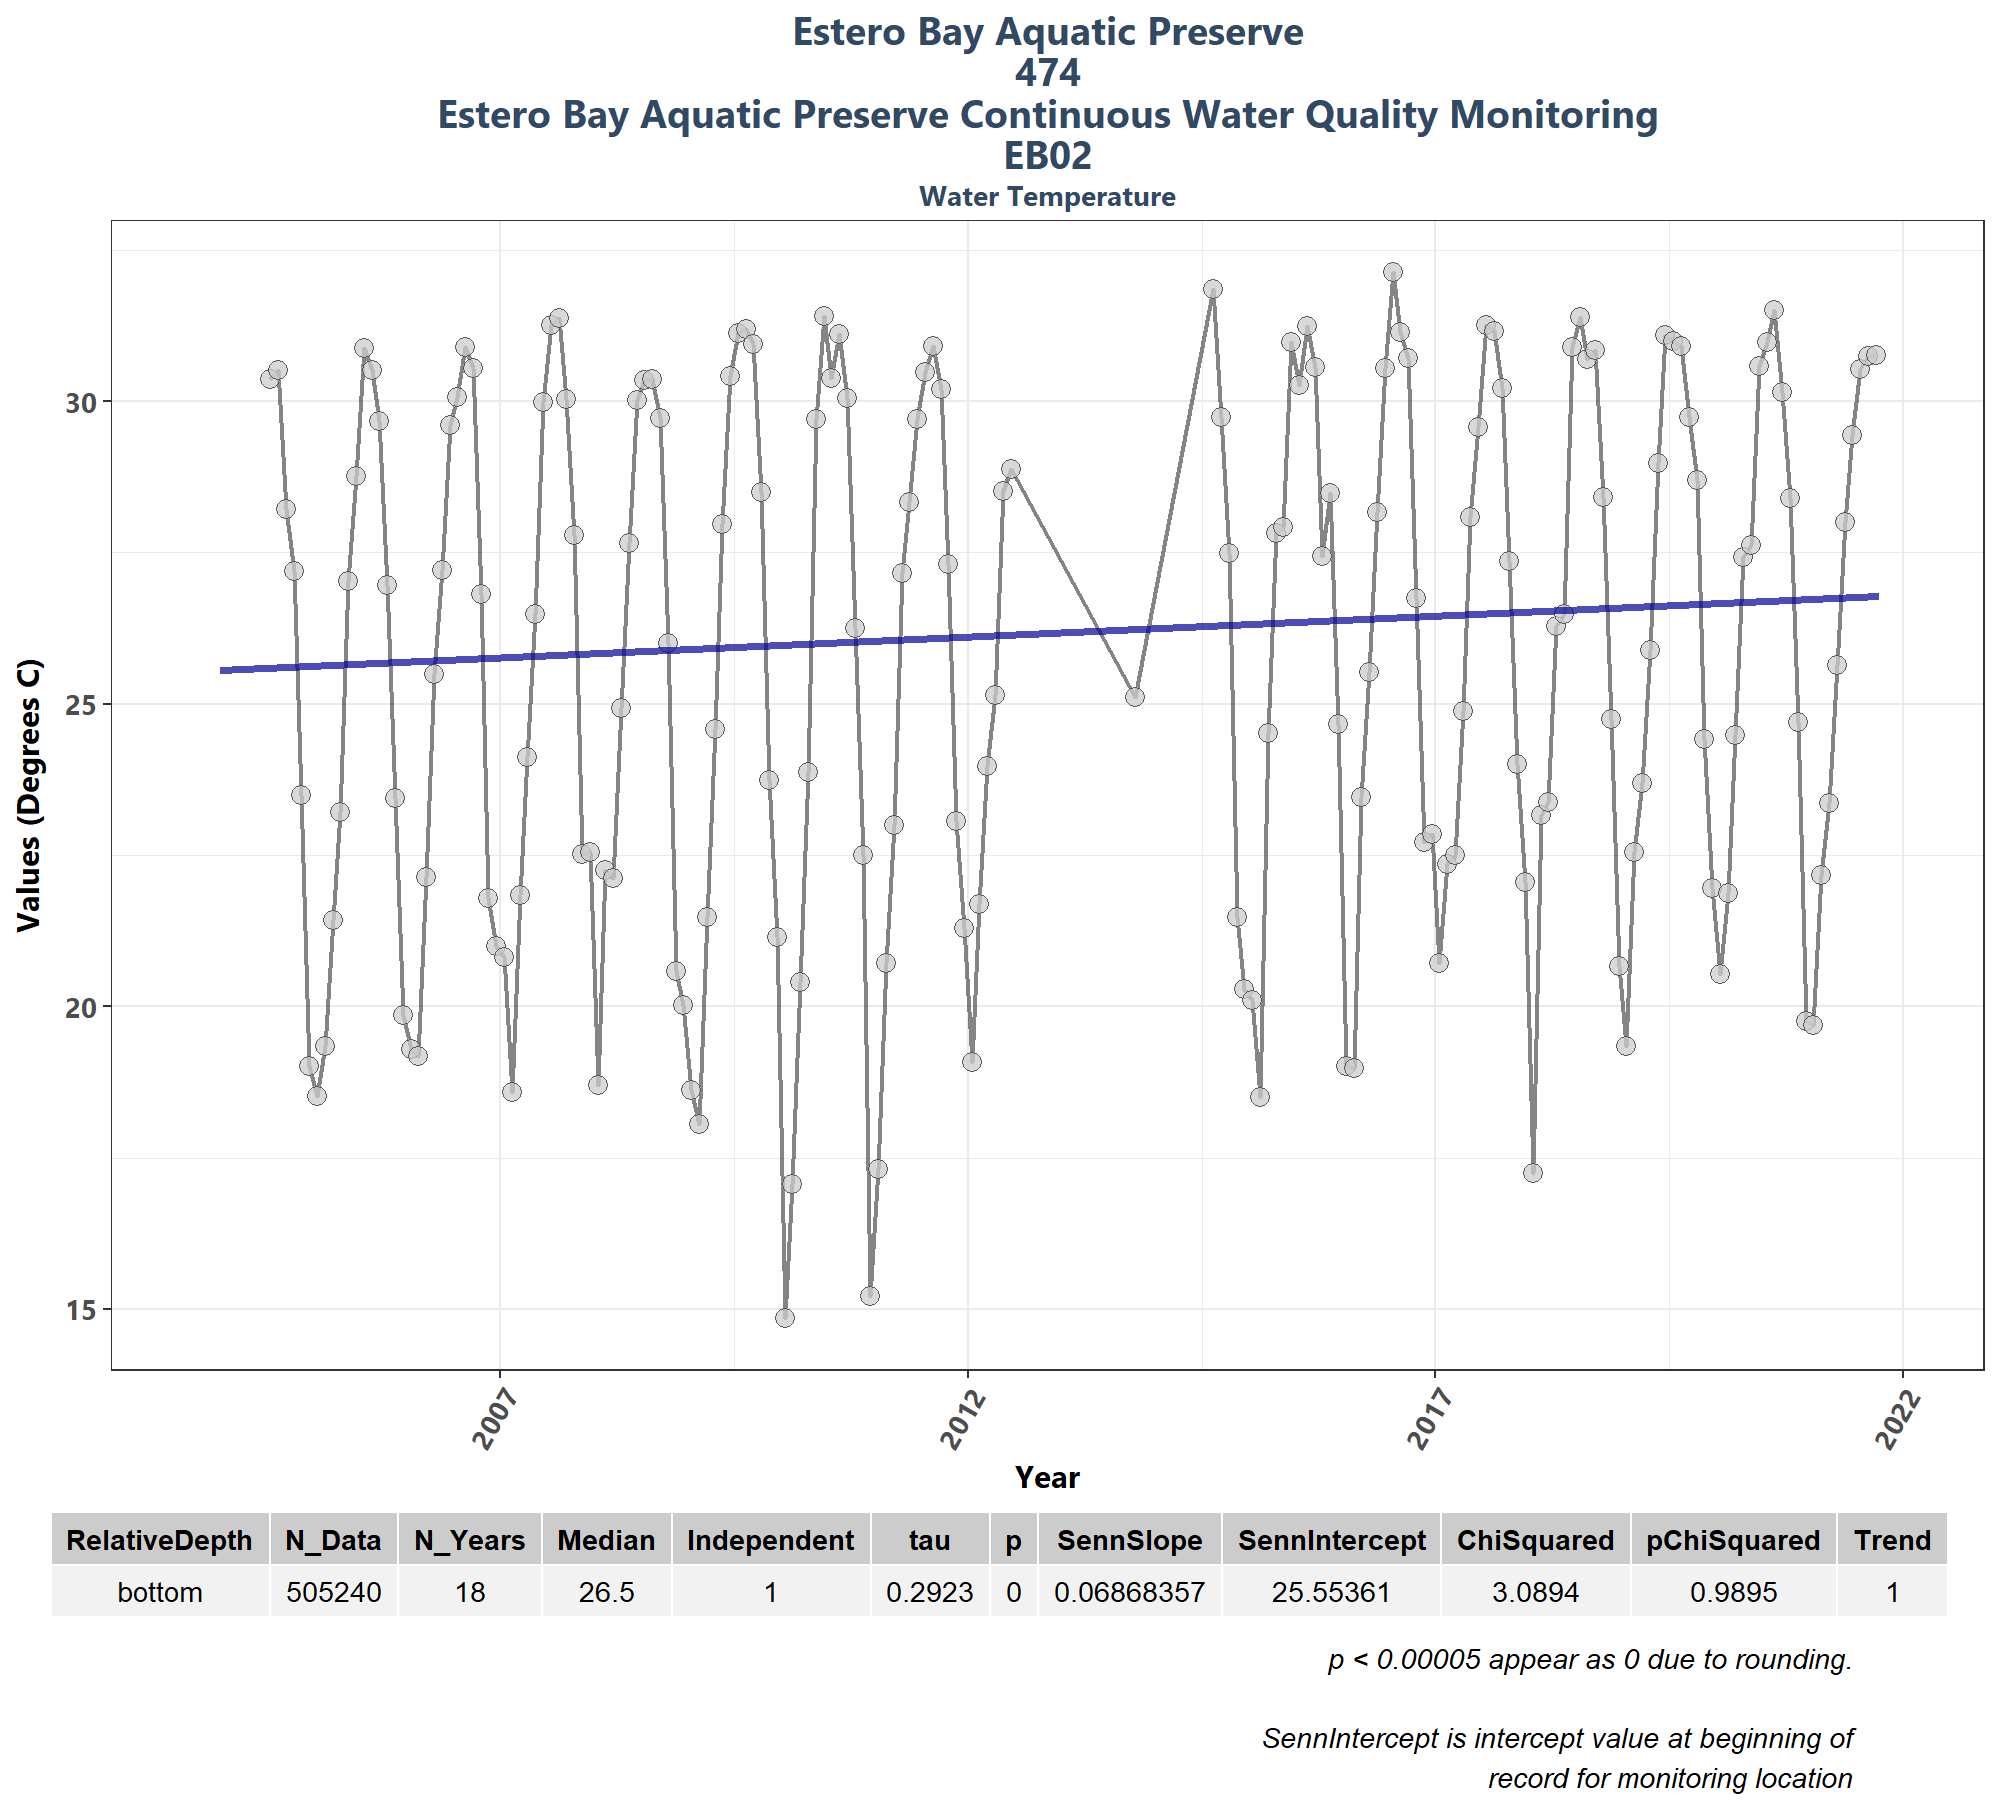 Estero Bay Aquatic Preserve
474
Estero Bay Aquatic Preserve Continuous Water Quality Monitoring
EB02
Water Temperature
Values (Degrees C)
30
25
20
15
2007
2012
2017
2022
Year
RelativeDepth N_Data N_Years Median Independent tau p SennSlope SennIntercept ChiSquared pChiSquared Trend
bottom 505240 18 26.5 1 0.2923 0 0.06868357 25.55361 3.0894 0.9895 1
p < 0.00005 appear as 0 due to rounding.
SennIntercept is intercept value at beginning of
record for monitoring location